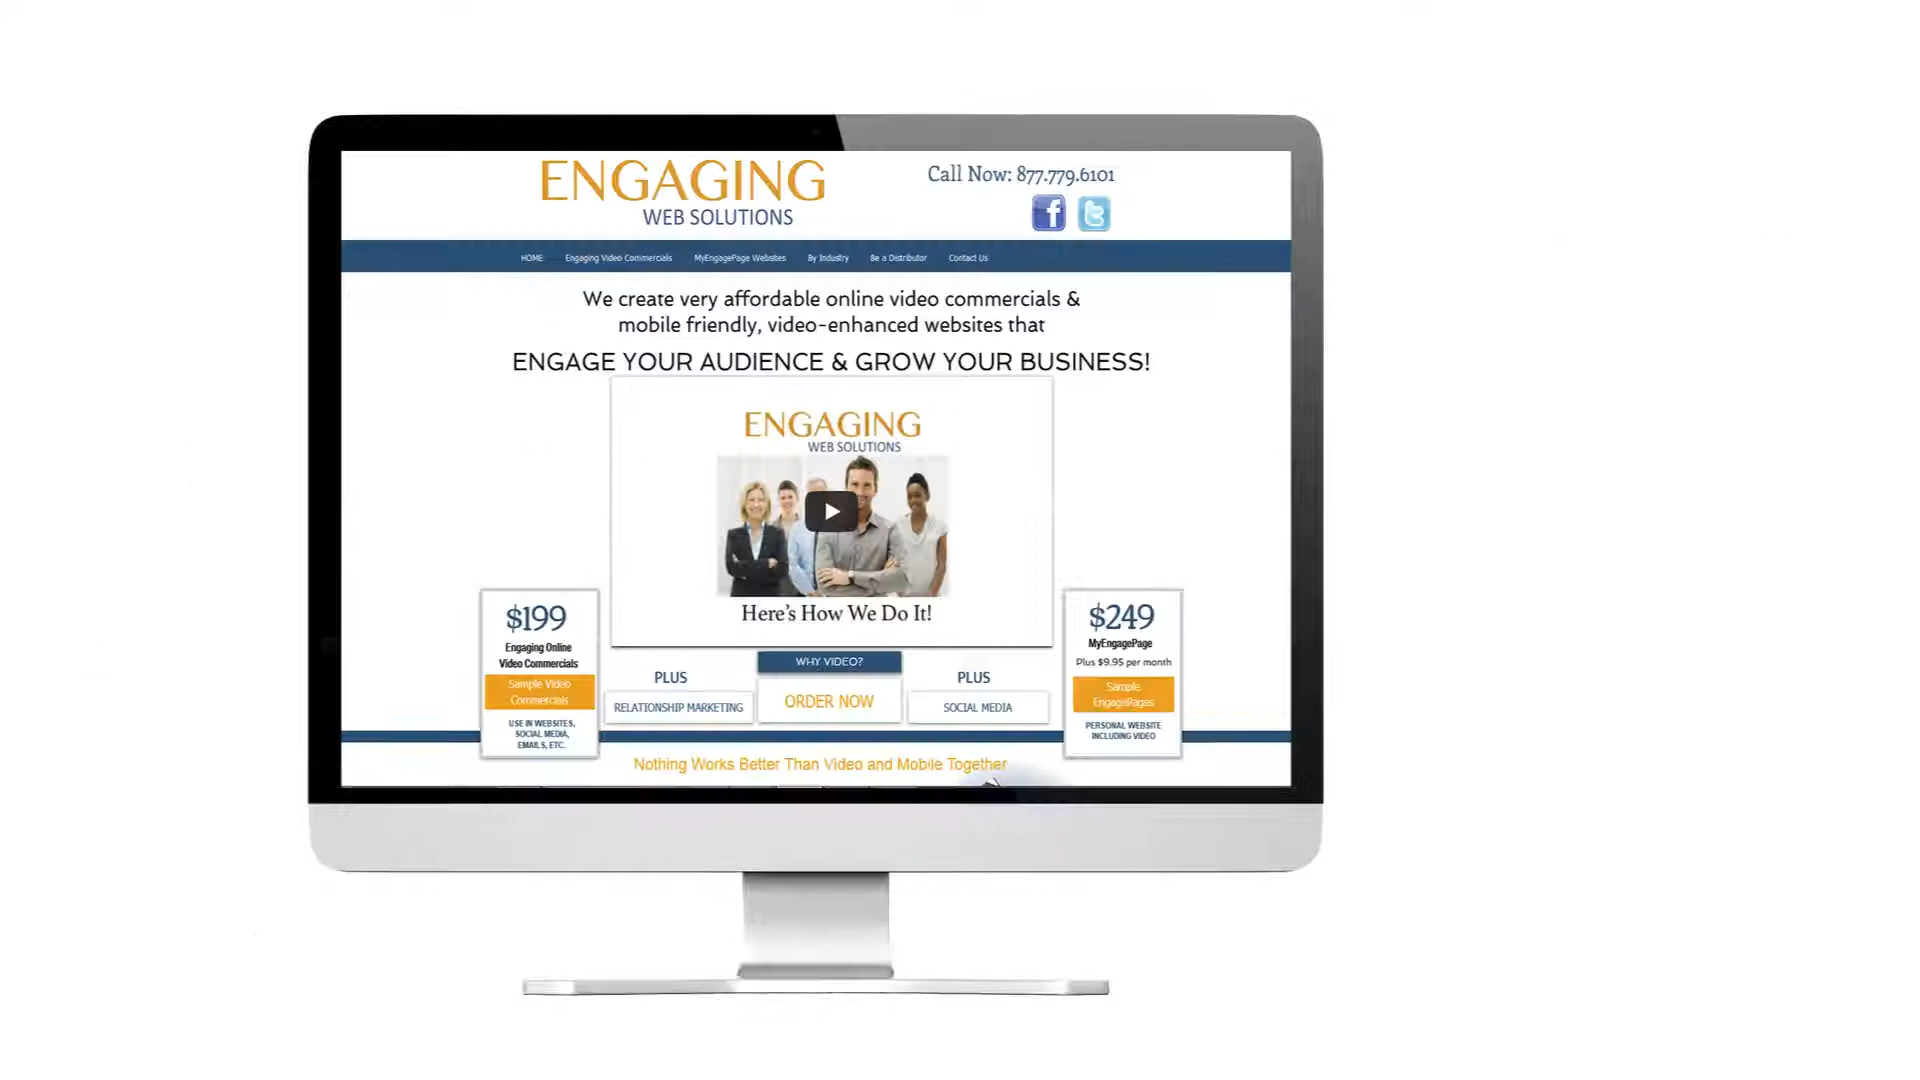 ENGAGING
WEB SOLUTIONS
Call Now: 877.779.6101
HOME Engaging Video Commercials MyEngagePage Websites By Industry Be a Distributor Contact Us
We create very affordable online video commercials &
mobile friendly, video-enhanced websites that
ENGAGE YOUR AUDIENCE & GROW YOUR BUSINESS!
ENGAGING
WEB SOLUTIONS
Here's How We Do It!
$199
Engaging Online
Video Commercials
Sample Video
Commercials
USE IN WEBSITES,
SOCIAL MEDIA,
EMAILS, ETC.
PLUS
RELATIONSHIP MARKETING
WHY VIDEO?
ORDER NOW
PLUS
SOCIAL MEDIA
$249
MyEngagePage
Plus $9.95 per month
Sample
EngagePages
PERSONAL WEBSITE
INCLUDING VIDEO
Nothing Works Better Than Video and Mobile Together